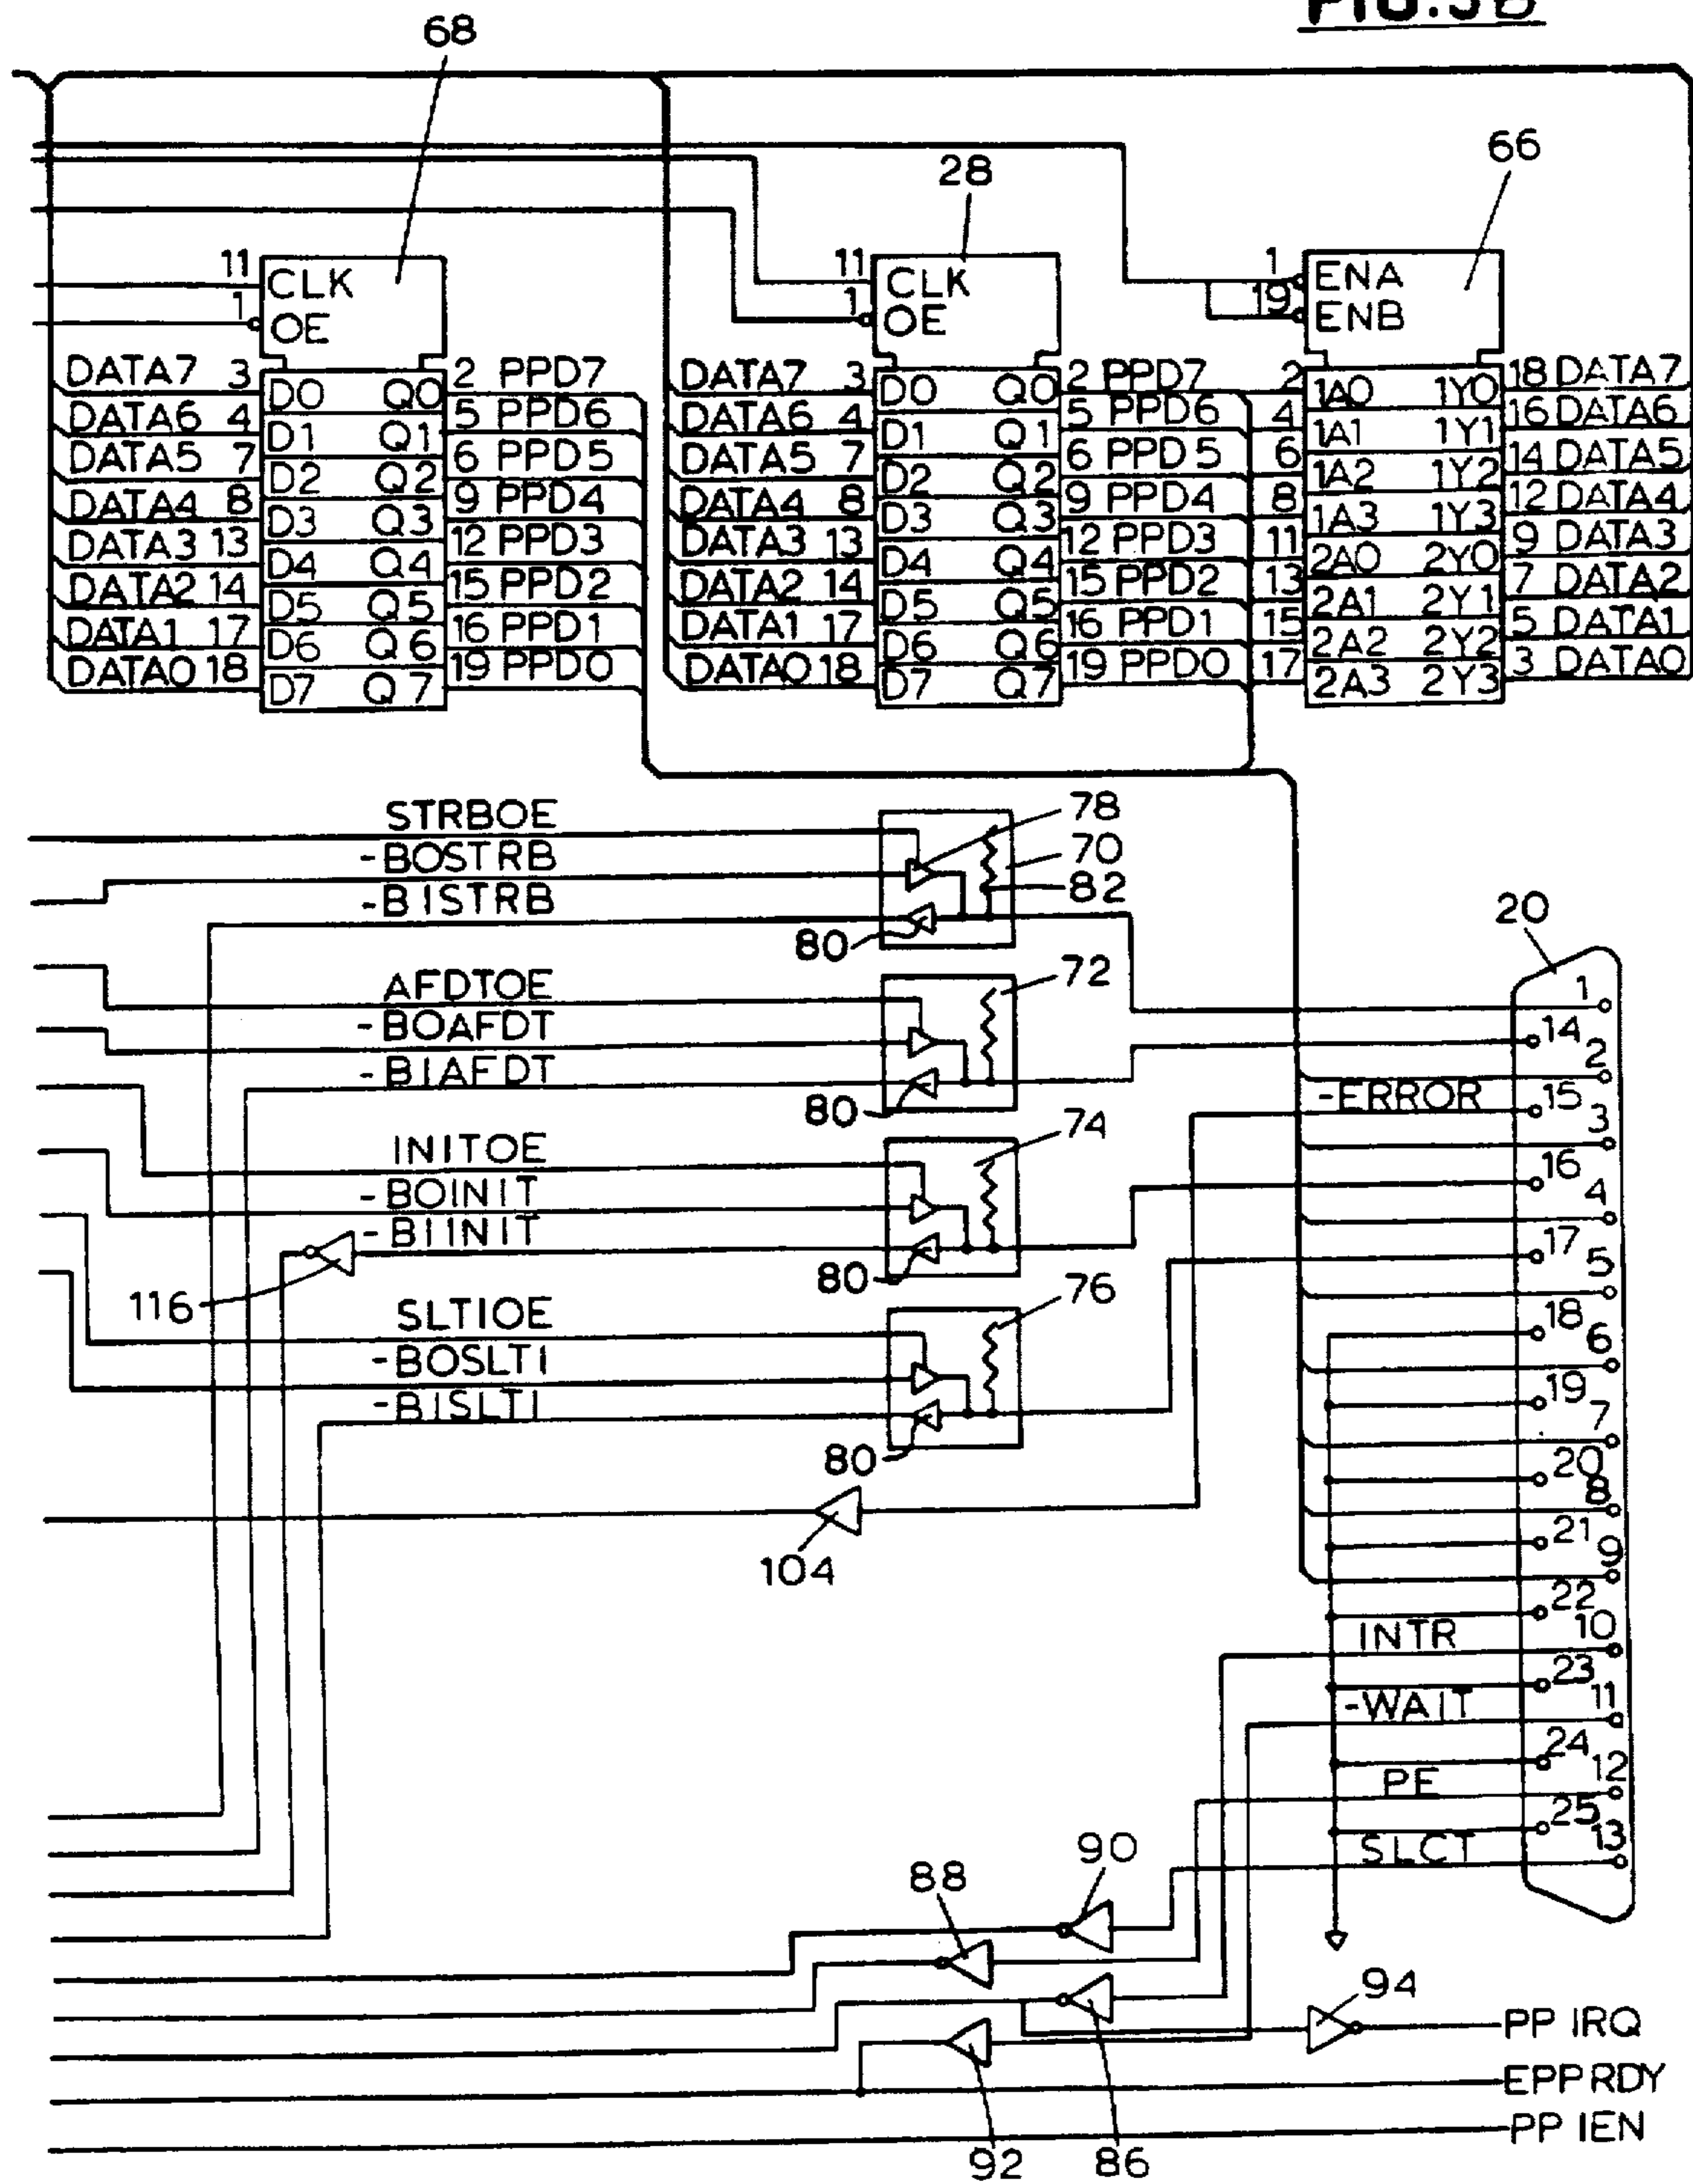 FIG.5B
68
28
66
11 CLK
1 OE
11 CLK
1 OE
1 ENA
19 ENB
DATA7 3 D0 Q0 2 PPD7
DATA6 4 D1 Q1 5 PPD6
DATA5 7 D2 Q2 6 PPD5
DATA4 8 D3 Q3 9 PPD4
DATA3 13 D4 Q4 12 PPD3
DATA2 14 D5 Q5 15 PPD2
DATA1 17 D6 Q6 16 PPD1
DATA0 18 D7 Q7 19 PPD0
DATA7 3 D0 Q0 2 PPD7
DATA6 4 D1 Q1 5 PPD6
DATA5 7 D2 Q2 6 PPD5
DATA4 8 D3 Q3 9 PPD4
DATA3 13 D4 Q4 12 PPD3
DATA2 14 D5 Q5 15 PPD2
DATA1 17 D6 Q6 16 PPD1
DATA0 18 D7 Q7 19 PPD0
2 1A0 1Y0 18 DATA7
4 1A1 1Y1 16 DATA6
6 1A2 1Y2 14 DATA5
8 1A3 1Y3 12 DATA4
11 2A0 2Y0 9 DATA3
13 2A1 2Y1 7 DATA2
15 2A2 2Y2 5 DATA1
17 2A3 2Y3 3 DATA0
STRBOE
-BOSTRB
-BISTRB
78
70
82
80
AFDTOE
-BOAFDT
-BIAFDT
72
80
INITOE
-BOINIT
-BIINIT
74
80
116
SLTIOE
-BOSLTI
-BISLTI
76
80
104
20
1
14
2
-ERROR
15
3
16
4
17
5
18
6
19
7
20
8
21
9
22
INTR
10
23
-WAIT
11
24
PE
12
25
SLCT
13
90
88
94
PP IRQ
EPPRDY
PP IEN
92
86